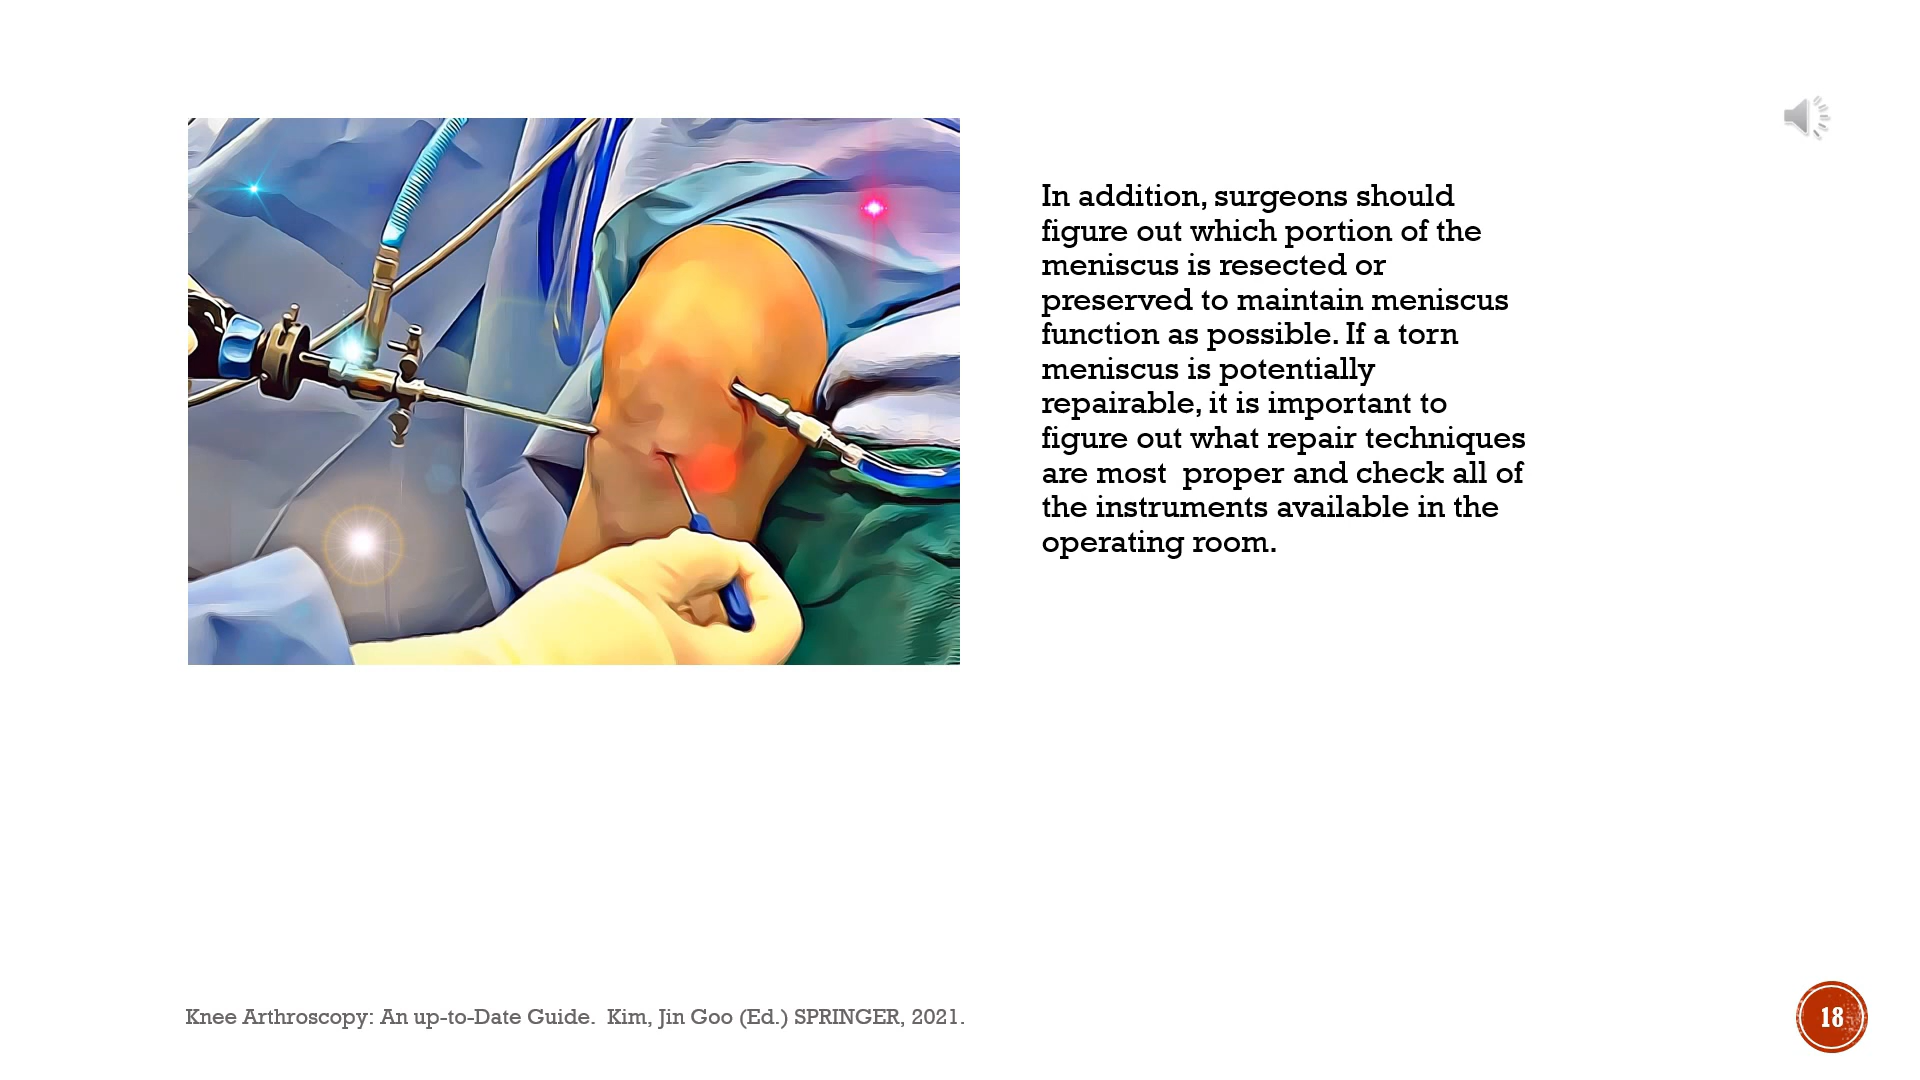 In addition, surgeons should
figure out which portion of the
meniscus is resected or
preserved to maintain meniscus
function as possible. If a torn
meniscus is potentially
repairable, it is important to
figure out what repair techniques
are most  proper and check all of
the instruments available in the
operating room.
Knee Arthroscopy: An up-to-Date Guide.  Kim, Jin Goo (Ed.) SPRINGER, 2021.
18